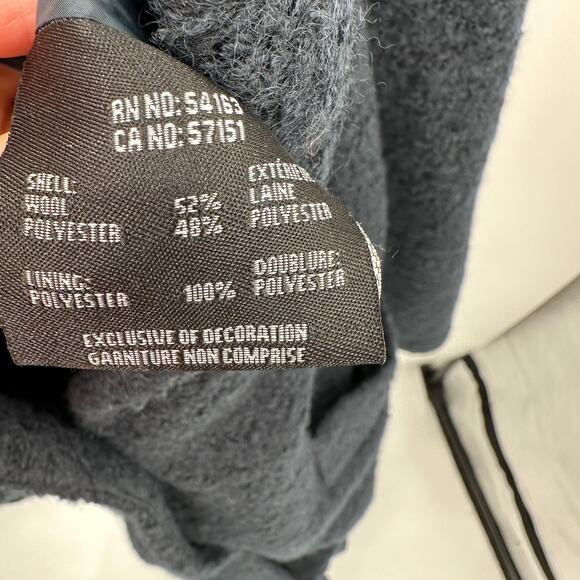 RN NO: 54163
CA NO: 57151
SHELL: EXTÉRIEUR
WOOL 52% LAINE
POLYESTER 48% POLYESTER
LINING: DOUBLURE:
POLYESTER 100% POLYESTER
EXCLUSIVE OF DECORATION
GARNITURE NON COMPRISE